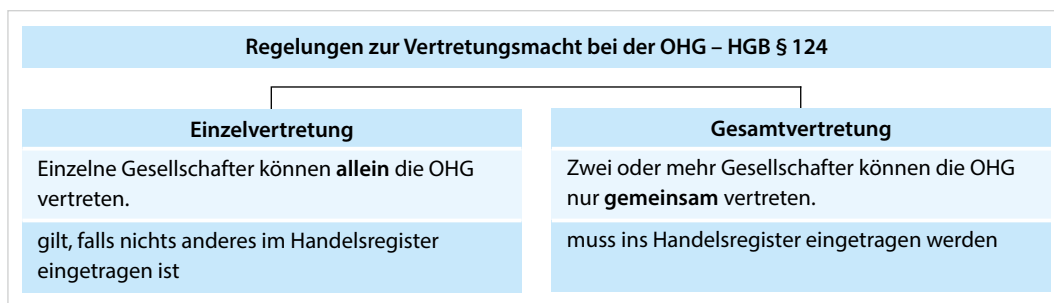 Regelungen zur Vertretungsmacht bei der OHG – HGB § 124
Einzelvertretung
Einzelne Gesellschafter können allein die OHG
vertreten.
gilt, falls nichts anderes im Handelsregister
eingetragen ist
Gesamtvertretung
Zwei oder mehr Gesellschafter können die OHG
nur gemeinsam vertreten.
muss ins Handelsregister eingetragen werden